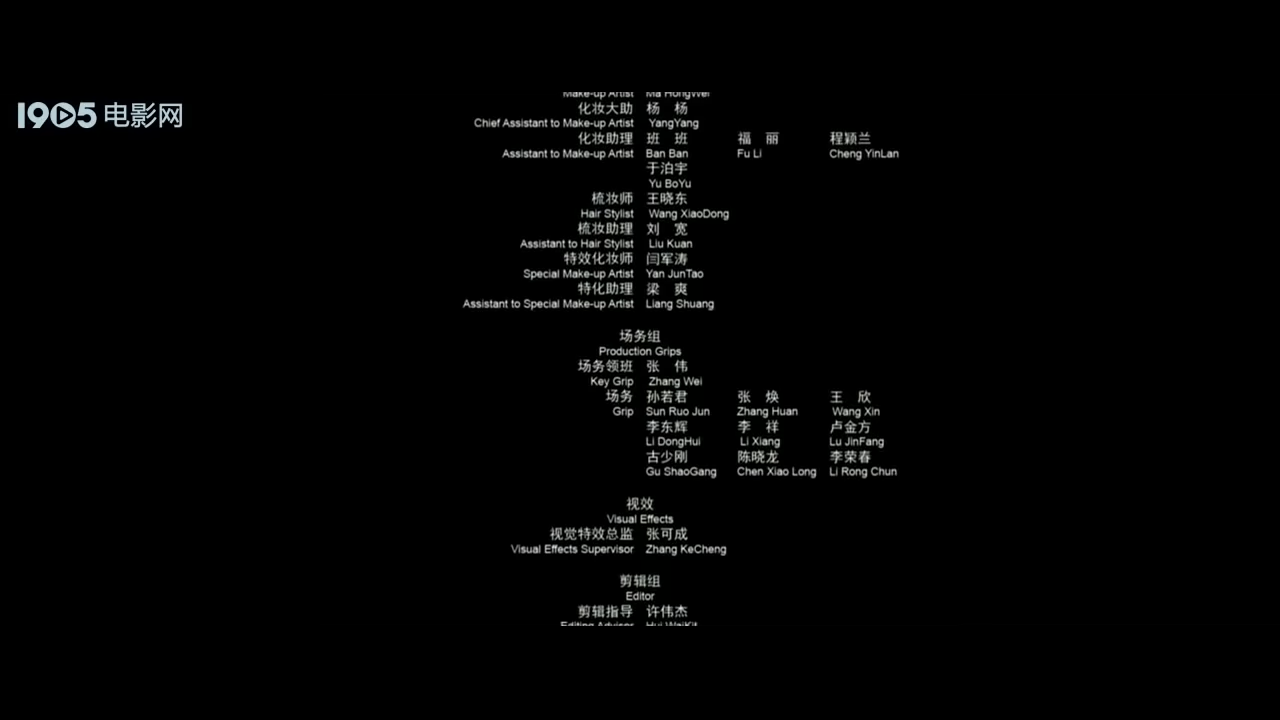 1905电影网
Make-up Artist Ma HongWei
化妆大助 杨 杨
Chief Assistant to Make-up Artist YangYang
化妆助理 班 班 福 丽 程颖兰
Assistant to Make-up Artist Ban Ban Fu Li Cheng YinLan
于泊宇
Yu BoYu
梳妆师 王晓东
Hair Stylist Wang XiaoDong
梳妆助理 刘 宽
Assistant to Hair Stylist Liu Kuan
特效化妆师 闫军涛
Special Make-up Artist Yan JunTao
特化助理 梁 爽
Assistant to Special Make-up Artist Liang Shuang
场务组
Production Grips
场务领班 张 伟
Key Grip Zhang Wei
场务 孙若君 张 焕 王 欣
Grip Sun Ruo Jun Zhang Huan Wang Xin
李东辉 李 祥 卢金方
Li DongHui Li Xiang Lu JinFang
古少刚 陈晓龙 李荣春
Gu ShaoGang Chen Xiao Long Li Rong Chun
视效
Visual Effects
视觉特效总监 张可成
Visual Effects Supervisor Zhang KeCheng
剪辑组
Editor
剪辑指导 许伟杰
Editing Advisor Hui WaiKit